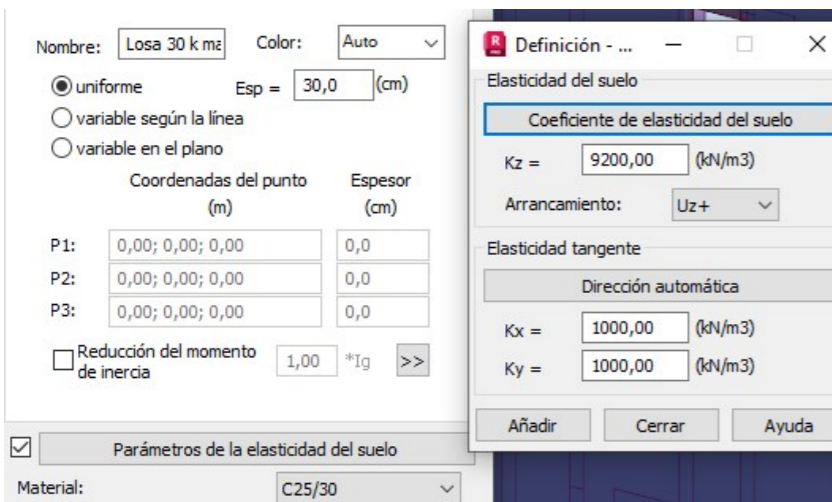 Nombre: Losa 30 k ma Color: Auto
uniforme Esp = 30,0 (cm)
variable según la línea
variable en el plano
Coordenadas del punto Espesor
(m) (cm)
P1: 0,00; 0,00; 0,00 0,0
P2: 0,00; 0,00; 0,00 0,0
P3: 0,00; 0,00; 0,00 0,0
Reducción del momento
de inercia 1,00 *Ig >>
Parámetros de la elasticidad del suelo
Material: C25/30
R
PRO
Definición - ...
Elasticidad del suelo
Coeficiente de elasticidad del suelo
Kz = 9200,00 (kN/m3)
Arrancamiento: Uz+
Elasticidad tangente
Dirección automática
Kx = 1000,00 (kN/m3)
Ky = 1000,00 (kN/m3)
Añadir Cerrar Ayuda